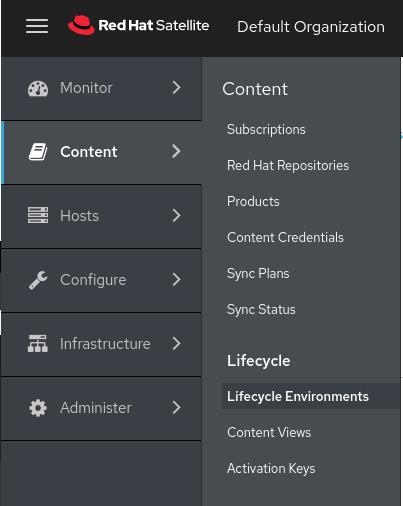 Red Hat Satellite Default Organization
Monitor
Content
Hosts
Configure
Infrastructure
Administer
Content
Subscriptions
Red Hat Repositories
Products
Content Credentials
Sync Plans
Sync Status
Lifecycle
Lifecycle Environments
Content Views
Activation Keys